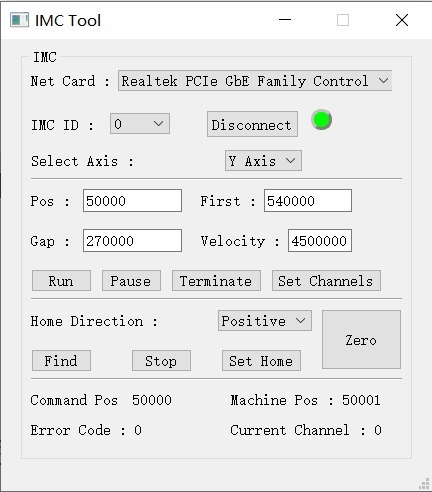 IMC Tool
IMC
Net Card : Realtek PCIe GbE Family Control
IMC ID : 0 Disconnect
Select Axis : Y Axis
Pos : 50000 First : 540000
Gap : 270000 Velocity : 4500000
Run Pause Terminate Set Channels
Home Direction : Positive Zero
Find Stop Set Home
Command Pos 50000 Machine Pos : 50001
Error Code : 0 Current Channel : 0